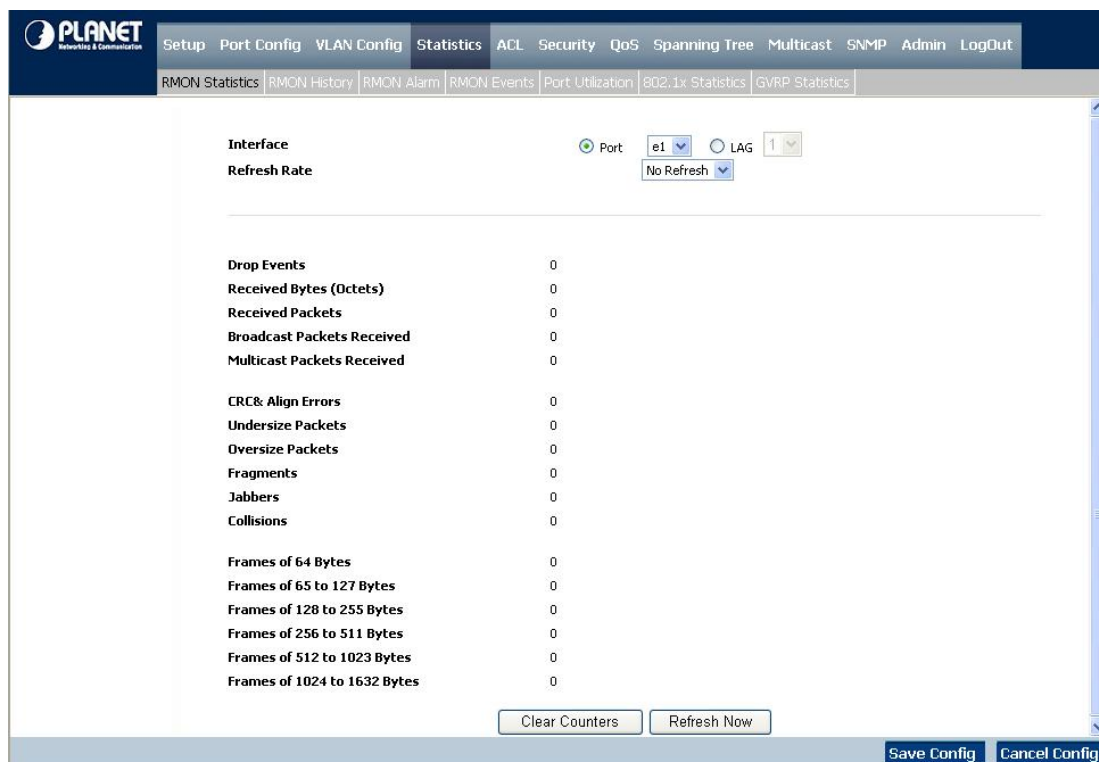 PLANET
Networking & Communication
Setup Port Config VLAN Config Statistics ACL Security QoS Spanning Tree Multicast SNMP Admin LogOut
RMON Statistics RMON History RMON Alarm RMON Events Port Utilization 802.1x Statistics GVRP Statistics
Interface Port e1 LAG 1
Refresh Rate No Refresh
Drop Events 0
Received Bytes (Octets) 0
Received Packets 0
Broadcast Packets Received 0
Multicast Packets Received 0
CRC& Align Errors 0
Undersize Packets 0
Oversize Packets 0
Fragments 0
Jabbers 0
Collisions 0
Frames of 64 Bytes 0
Frames of 65 to 127 Bytes 0
Frames of 128 to 255 Bytes 0
Frames of 256 to 511 Bytes 0
Frames of 512 to 1023 Bytes 0
Frames of 1024 to 1632 Bytes 0
Clear Counters Refresh Now
Save Config Cancel Config